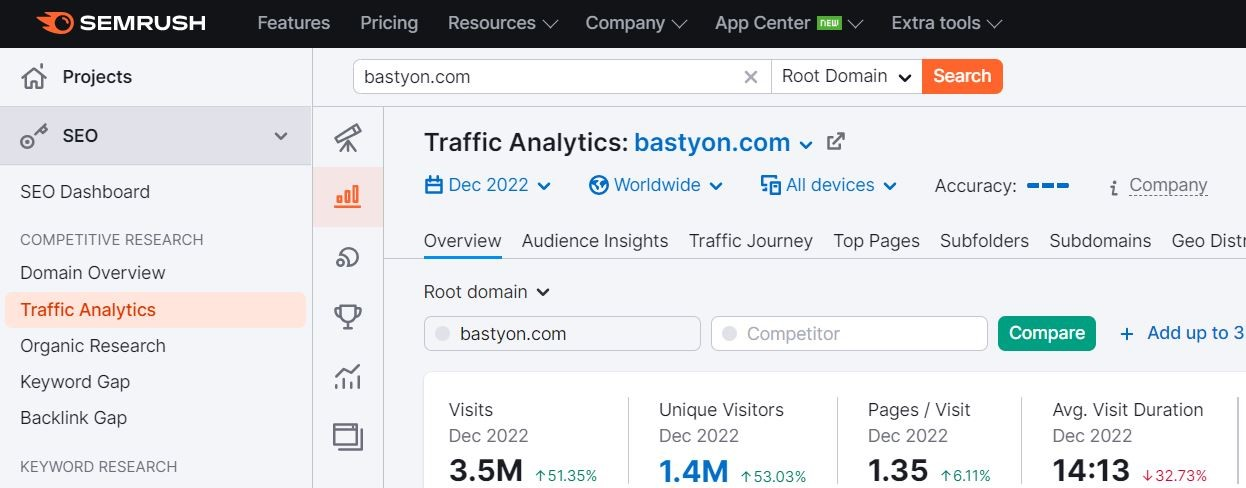 SEMRUSH Features Pricing Resources Company App Center NEW Extra tools
Projects
bastyon.com Root Domain Search
SEO
Traffic Analytics: bastyon.com
Dec 2022 Worldwide All devices Accuracy: i Company
SEO Dashboard
COMPETITIVE RESEARCH
Overview Audience Insights Traffic Journey Top Pages Subfolders Subdomains Geo Distr
Domain Overview
Root domain
Traffic Analytics
bastyon.com Competitor Compare + Add up to 3
Organic Research
Keyword Gap
Backlink Gap
Visits Unique Visitors Pages / Visit Avg. Visit Duration
Dec 2022 Dec 2022 Dec 2022 Dec 2022
KEYWORD RESEARCH
3.5M ↑51.35% 1.4M ↑53.03% 1.35 ↑6.11% 14:13 ↓32.73%